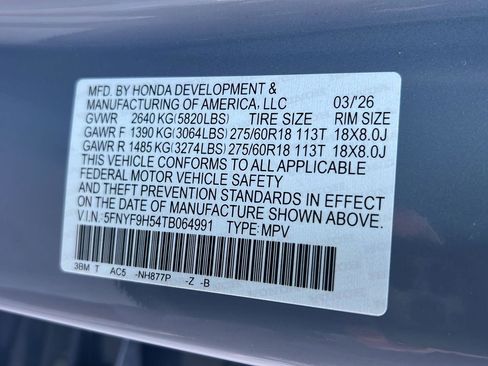 MFD. BY HONDA DEVELOPMENT &
MANUFACTURING OF AMERICA, LLC 03/'26
GVWR 2640 KG(5820LBS) TIRE SIZE RIM SIZE
GAWR F 1390 KG(3064LBS) 275/60R18 113T 18X8.0J
GAWR R 1485 KG(3274LBS) 275/60R18 113T 18X8.0J
THIS VEHICLE CONFORMS TO ALL APPLICABLE
FEDERAL MOTOR VEHICLE SAFETY
AND THEFT PREVENTION STANDARDS IN EFFECT
ON THE DATE OF MANUFACTURE SHOWN ABOVE.
V.I.N.: 5FNYF9H54TB064991 TYPE: MPV
3BM T AC5 -NH877P -Z -B